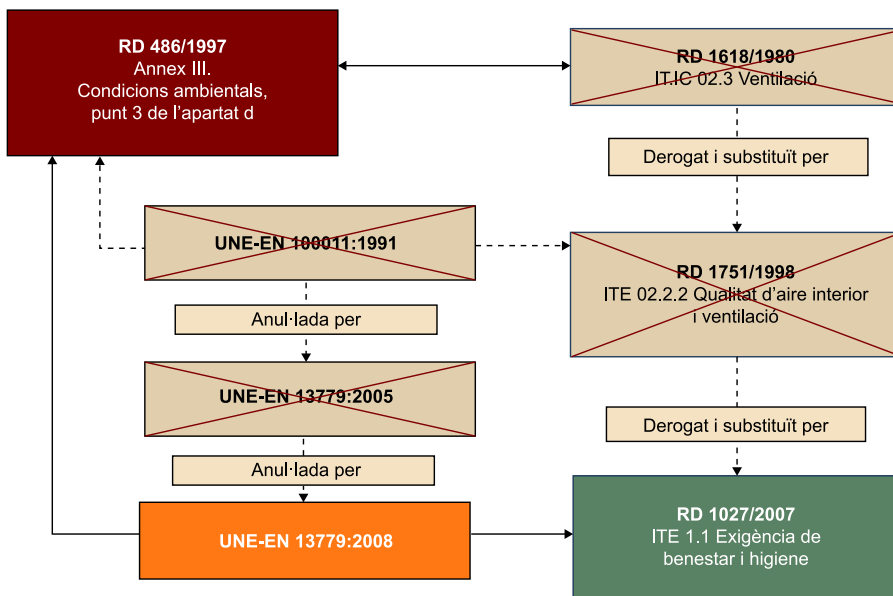 RD 486/1997
Annex III.
Condicions ambientals,
punt 3 de l'apartat d
RD 1618/1980
IT.IC 02.3 Ventilació
Derogat i substituït per
UNE-EN 100011:1991
RD 1751/1998
ITE 02.2.2 Qualitat d'aire interior
i ventilació
Anul·lada per
UNE-EN 13779:2005
Derogat i substituït per
Anul·lada per
UNE-EN 13779:2008
RD 1027/2007
ITE 1.1 Exigència de
benestar i higiene